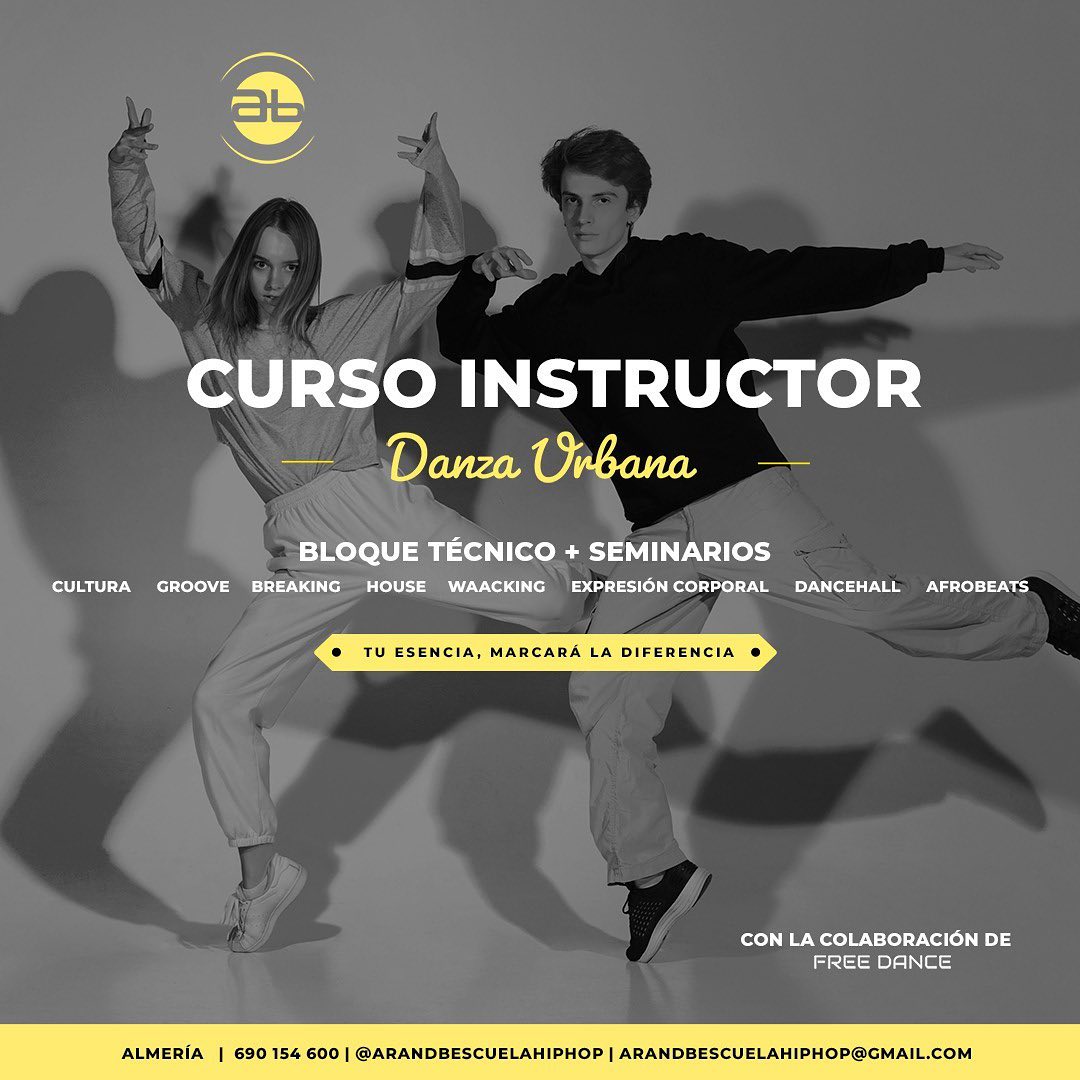 ab
CURSO INSTRUCTOR
Danza Urbana
BLOQUE TÉCNICO + SEMINARIOS
CULTURA GROOVE BREAKING HOUSE WAACKING EXPRESIÓN CORPORAL DANCEHALL AFROBEATS
TU ESENCIA, MARCARÁ LA DIFERENCIA
CON LA COLABORACIÓN DE
FREE DANCE
ALMERÍA | 690 154 600 | @ARANDBESCUELAHIPHOP | ARANDBESCUELAHIPHOP@GMAIL.COM